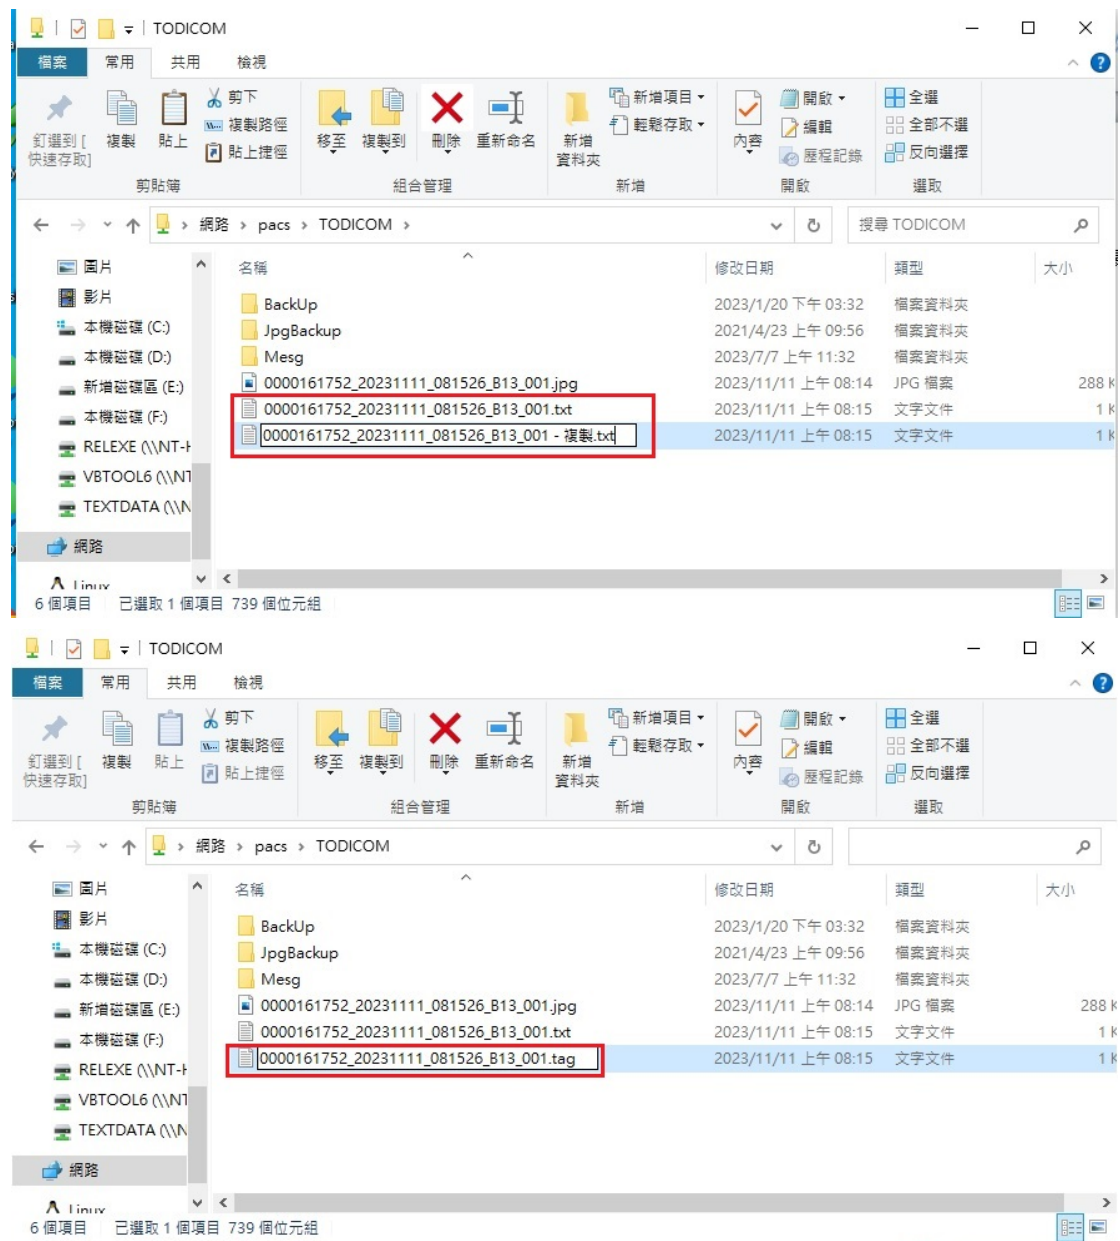 TODICOM
檔案 常用 共用 檢視
釘選到 [快速存取] 複製 貼上 剪下 複製路徑 貼上捷徑 移至 複製到 刪除 重新命名 新增資料夾 新增項目 輕鬆存取 內容 開啟 編輯 歷程記錄 全選 全部不選 反向選擇
剪貼簿 組合管理 新增 開啟 選取
網路 > pacs > TODICOM > 搜尋 TODICOM
名稱 修改日期 類型 大小
圖片
影片
本機磁碟 (C:)
本機磁碟 (D:)
新增磁碟區 (E:)
本機磁碟 (F:)
RELEXE (\\NT-H
VBTOOL6 (\\NT
TEXTDATA (\\N
網路
Linux
BackUp 2023/1/20 下午 03:32 檔案資料夾
JpgBackup 2021/4/23 上午 09:56 檔案資料夾
Mesg 2023/7/7 上午 11:32 檔案資料夾
0000161752_20231111_081526_B13_001.jpg 2023/11/11 上午 08:14 JPG 檔案 288 K
0000161752_20231111_081526_B13_001.txt 2023/11/11 上午 08:15 文字文件 1 K
0000161752_20231111_081526_B13_001 - 複製.txt 2023/11/11 上午 08:15 文字文件 1 K
6 個項目 已選取 1 個項目 739 個位元組
TODICOM
檔案 常用 共用 檢視
釘選到 [快速存取] 複製 貼上 剪下 複製路徑 貼上捷徑 移至 複製到 刪除 重新命名 新增資料夾 新增項目 輕鬆存取 內容 開啟 編輯 歷程記錄 全選 全部不選 反向選擇
剪貼簿 組合管理 新增 開啟 選取
網路 > pacs > TODICOM
名稱 修改日期 類型 大小
圖片
影片
本機磁碟 (C:)
本機磁碟 (D:)
新增磁碟區 (E:)
本機磁碟 (F:)
RELEXE (\\NT-H
VBTOOL6 (\\NT
TEXTDATA (\\N
網路
Linux
BackUp 2023/1/20 下午 03:32 檔案資料夾
JpgBackup 2021/4/23 上午 09:56 檔案資料夾
Mesg 2023/7/7 上午 11:32 檔案資料夾
0000161752_20231111_081526_B13_001.jpg 2023/11/11 上午 08:14 JPG 檔案 288 K
0000161752_20231111_081526_B13_001.txt 2023/11/11 上午 08:15 文字文件 1 K
0000161752_20231111_081526_B13_001.tag 2023/11/11 上午 08:15 文字文件 1 K
6 個項目 已選取 1 個項目 739 個位元組